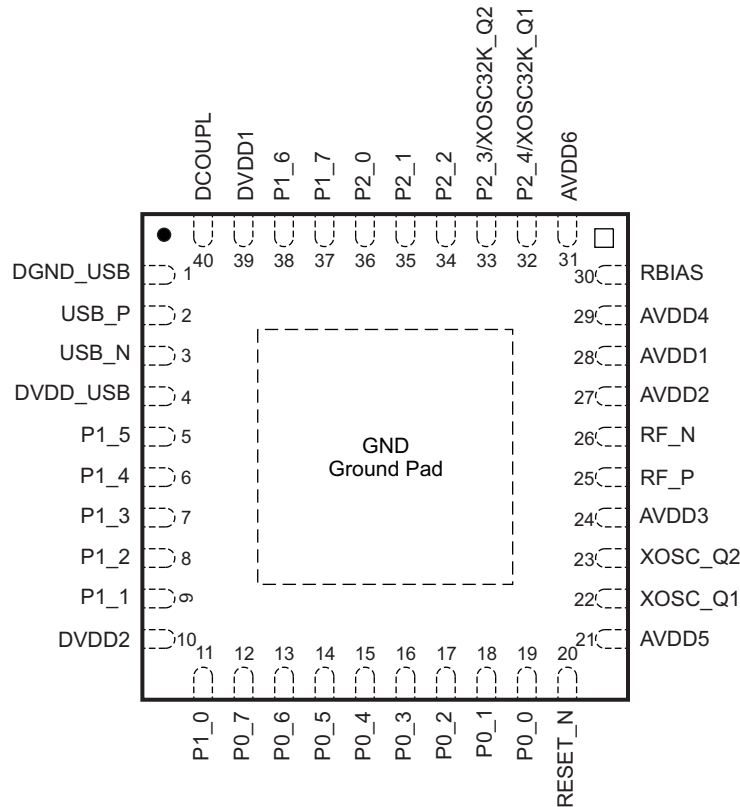 DCOUPL
DVDD1
P1_6
P1_7
P2_0
P2_1
P2_2
P2_3/XOSC32K_Q2
P2_4/XOSC32K_Q1
AVDD6
40
39
38
37
36
35
34
33
32
31
DGND_USB 1
USB_P 2
USB_N 3
DVDD_USB 4
P1_5 5
P1_4 6
P1_3 7
P1_2 8
P1_1 9
DVDD2 10
GND
Ground Pad
30 RBIAS
29 AVDD4
28 AVDD1
27 AVDD2
26 RF_N
25 RF_P
24 AVDD3
23 XOSC_Q2
22 XOSC_Q1
21 AVDD5
11
12
13
14
15
16
17
18
19
20
P1_0
P0_7
P0_6
P0_5
P0_4
P0_3
P0_2
P0_1
P0_0
RESET_N